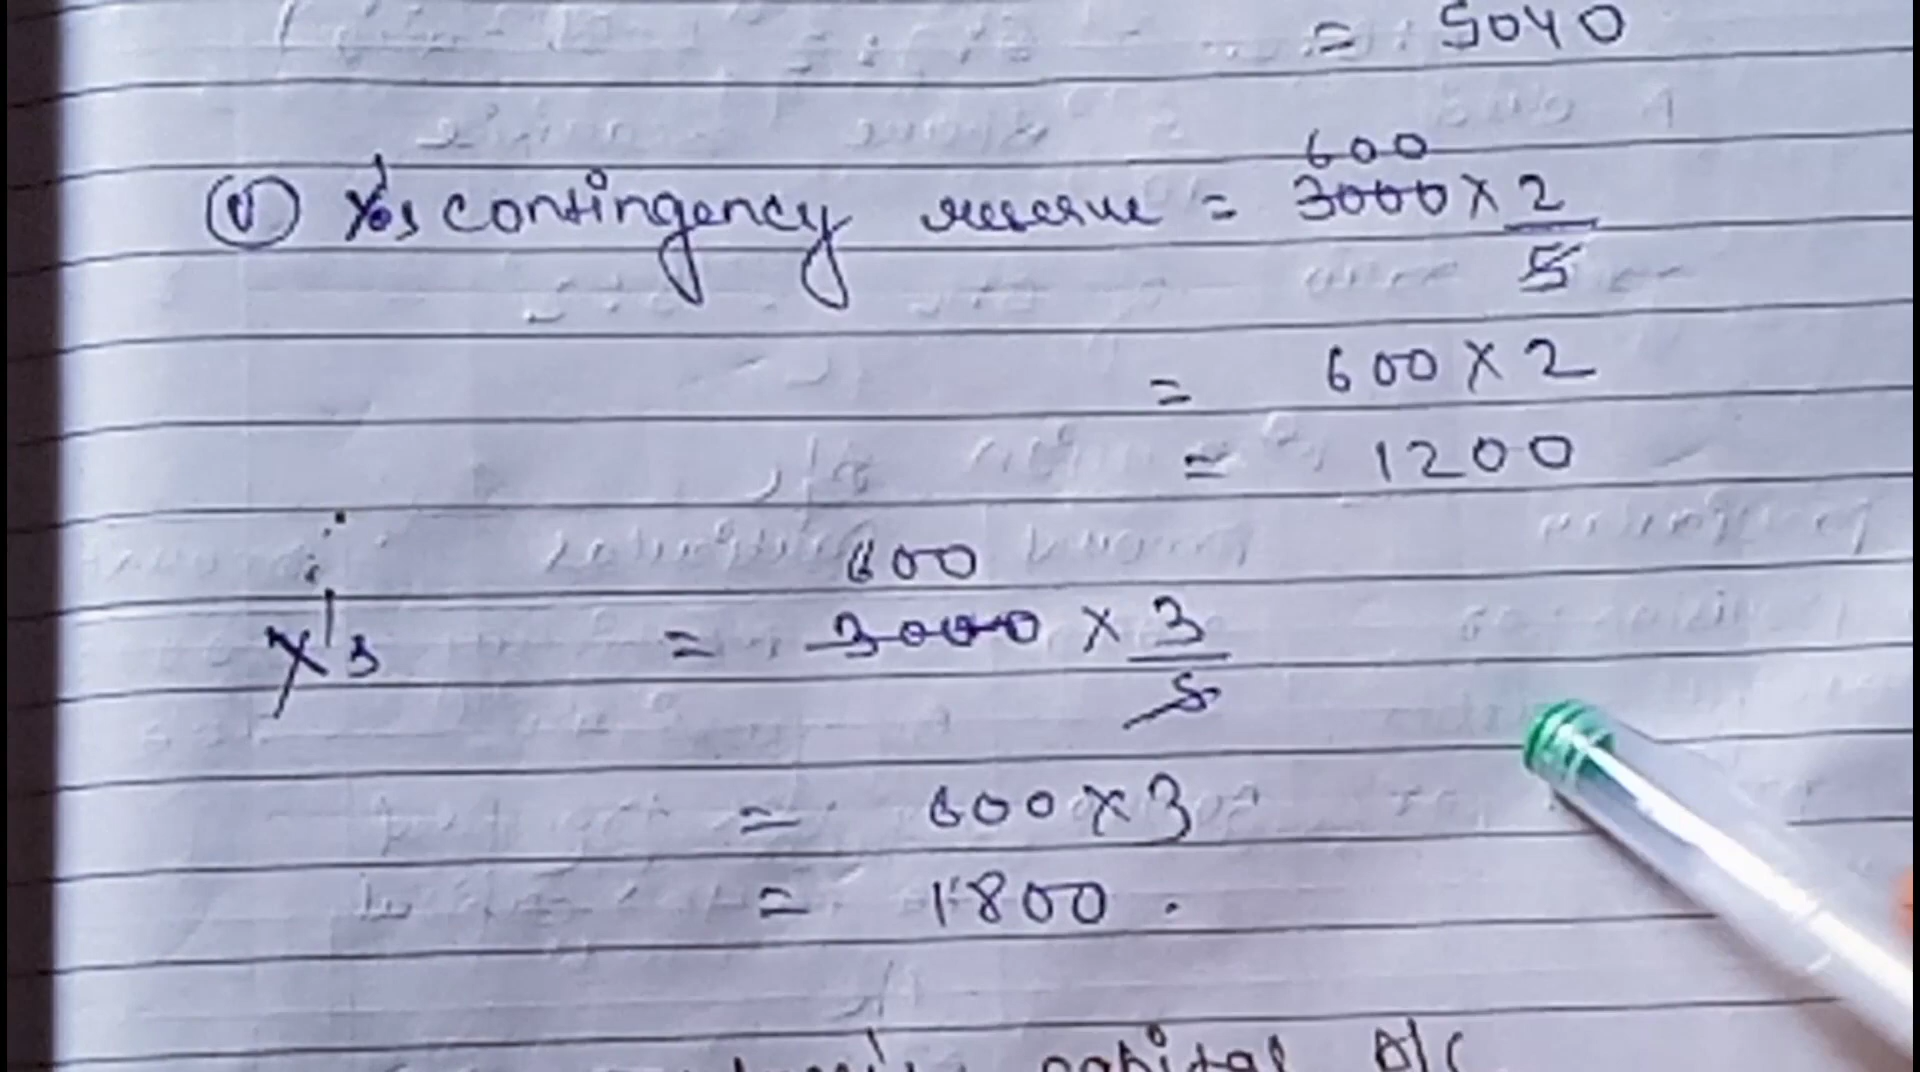 = 5040
600
(v) Y's contingency reserve = 3000 × 2/5
= 600 × 2
= 1200
600
X's = 3000 × 3/5
= 600 × 3
= 1800.
capital A/C